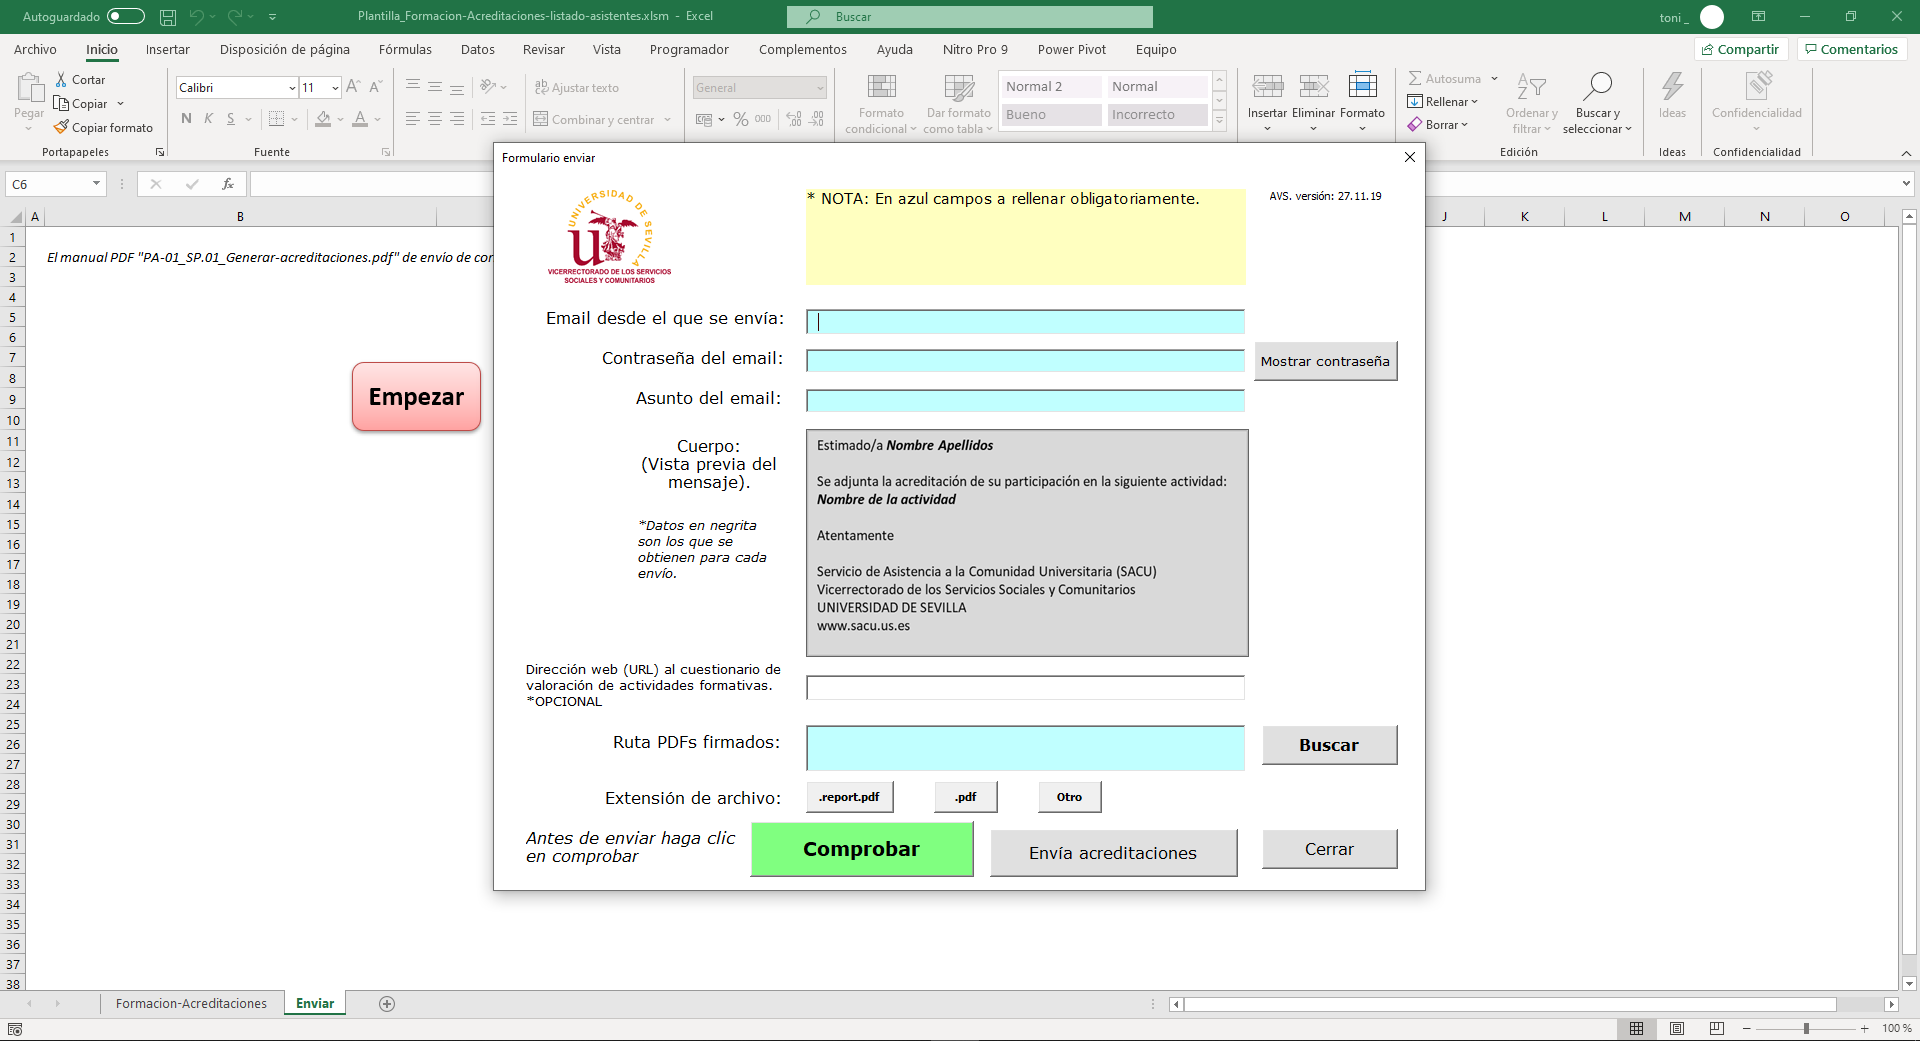 Autoguardado
Plantilla_Formacion-Acreditaciones-listado-asistentes.xlsm - Excel
Buscar
toni _
Archivo Inicio Insertar Disposición de página Fórmulas Datos Revisar Vista Programador Complementos Ayuda Nitro Pro 9 Power Pivot Equipo
Compartir Comentarios
Pegar
Cortar
Copiar
Copiar formato
Portapapeles
Calibri 11
N K S
Fuente
Ajustar texto
Combinar y centrar
General
% 000
Formato condicional
Dar formato como tabla
Normal 2 Normal
Bueno Incorrecto
Insertar Eliminar Formato
Autosuma
Rellenar
Borrar
Ordenar y filtrar
Buscar y seleccionar
Edición
Ideas
Ideas
Confidencialidad
Confidencialidad
C6
fx
A B J K L M N O
1
2
3
4
5
6
7
8
9
10
11
12
13
14
15
16
17
18
19
20
21
22
23
24
25
26
27
28
29
30
31
32
33
34
35
36
37
38
El manual PDF "PA-01_SP.01_Generar-acreditaciones.pdf" de envío de cor
Empezar
Formulario enviar
UNIVERSIDAD DE SEVILLA
VICERRECTORADO DE LOS SERVICIOS
SOCIALES Y COMUNITARIOS
* NOTA: En azul campos a rellenar obligatoriamente.
AVS. versión: 27.11.19
Email desde el que se envía:
Contraseña del email:
Mostrar contraseña
Asunto del email:
Cuerpo:
(Vista previa del
mensaje).
*Datos en negrita
son los que se
obtienen para cada
envío.
Estimado/a Nombre Apellidos
Se adjunta la acreditación de su participación en la siguiente actividad:
Nombre de la actividad
Atentamente
Servicio de Asistencia a la Comunidad Universitaria (SACU)
Vicerrectorado de los Servicios Sociales y Comunitarios
UNIVERSIDAD DE SEVILLA
www.sacu.us.es
Dirección web (URL) al cuestionario de
valoración de actividades formativas.
*OPCIONAL
Ruta PDFs firmados:
Buscar
Extensión de archivo:
.report.pdf .pdf Otro
Antes de enviar haga clic
en comprobar
Comprobar
Envía acreditaciones
Cerrar
Formacion-Acreditaciones Enviar
100 %